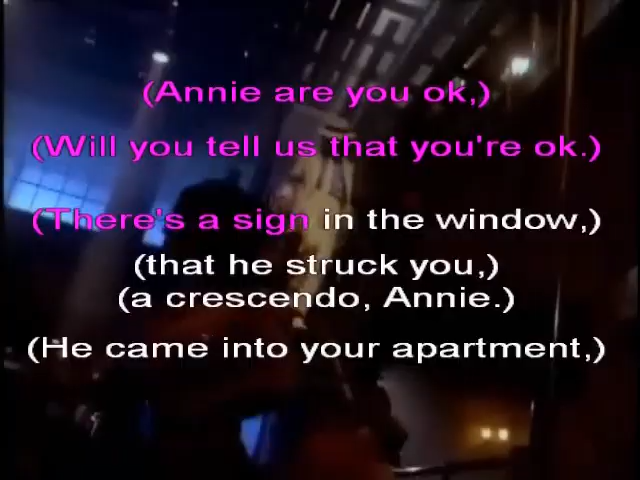 (Annie are you ok,)
(Will you tell us that you're ok.)
(There's a sign in the window,)
(that he struck you,)
(a crescendo, Annie.)
(He came into your apartment,)